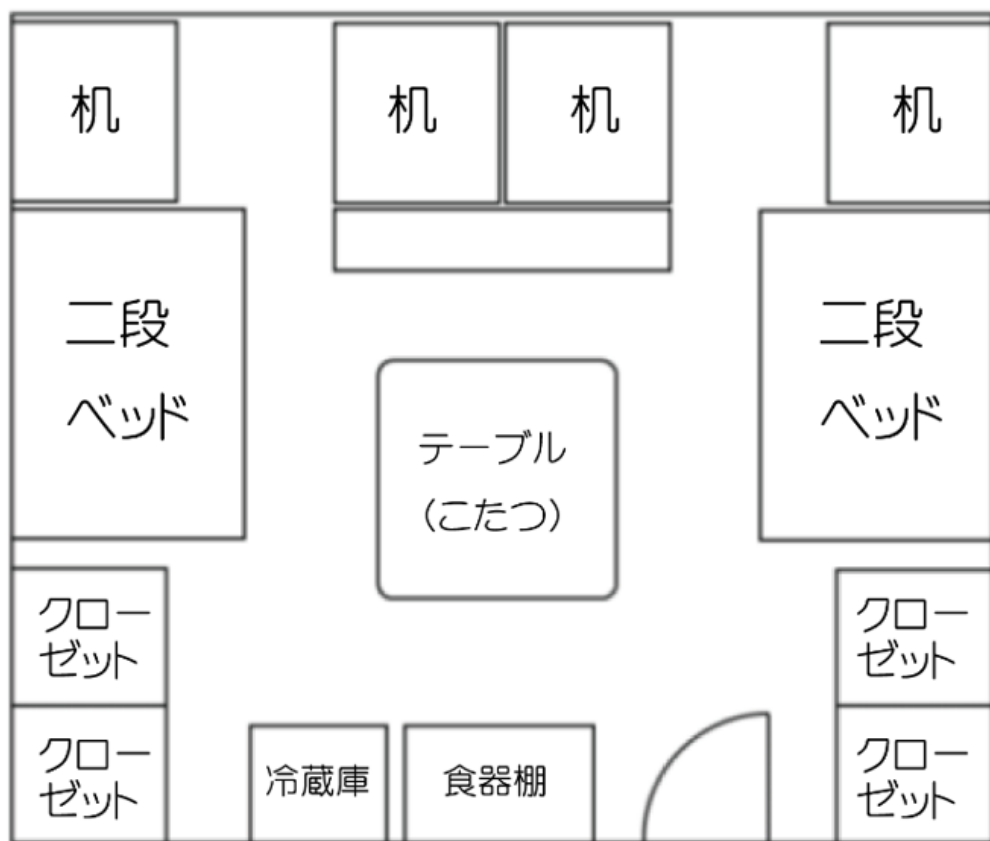 机
机
机
机
二段
ベッド
二段
ベッド
テーブル
（こたつ）
クロー
ゼット
クロー
ゼット
クロー
ゼット
冷蔵庫
食器棚
クロー
ゼット